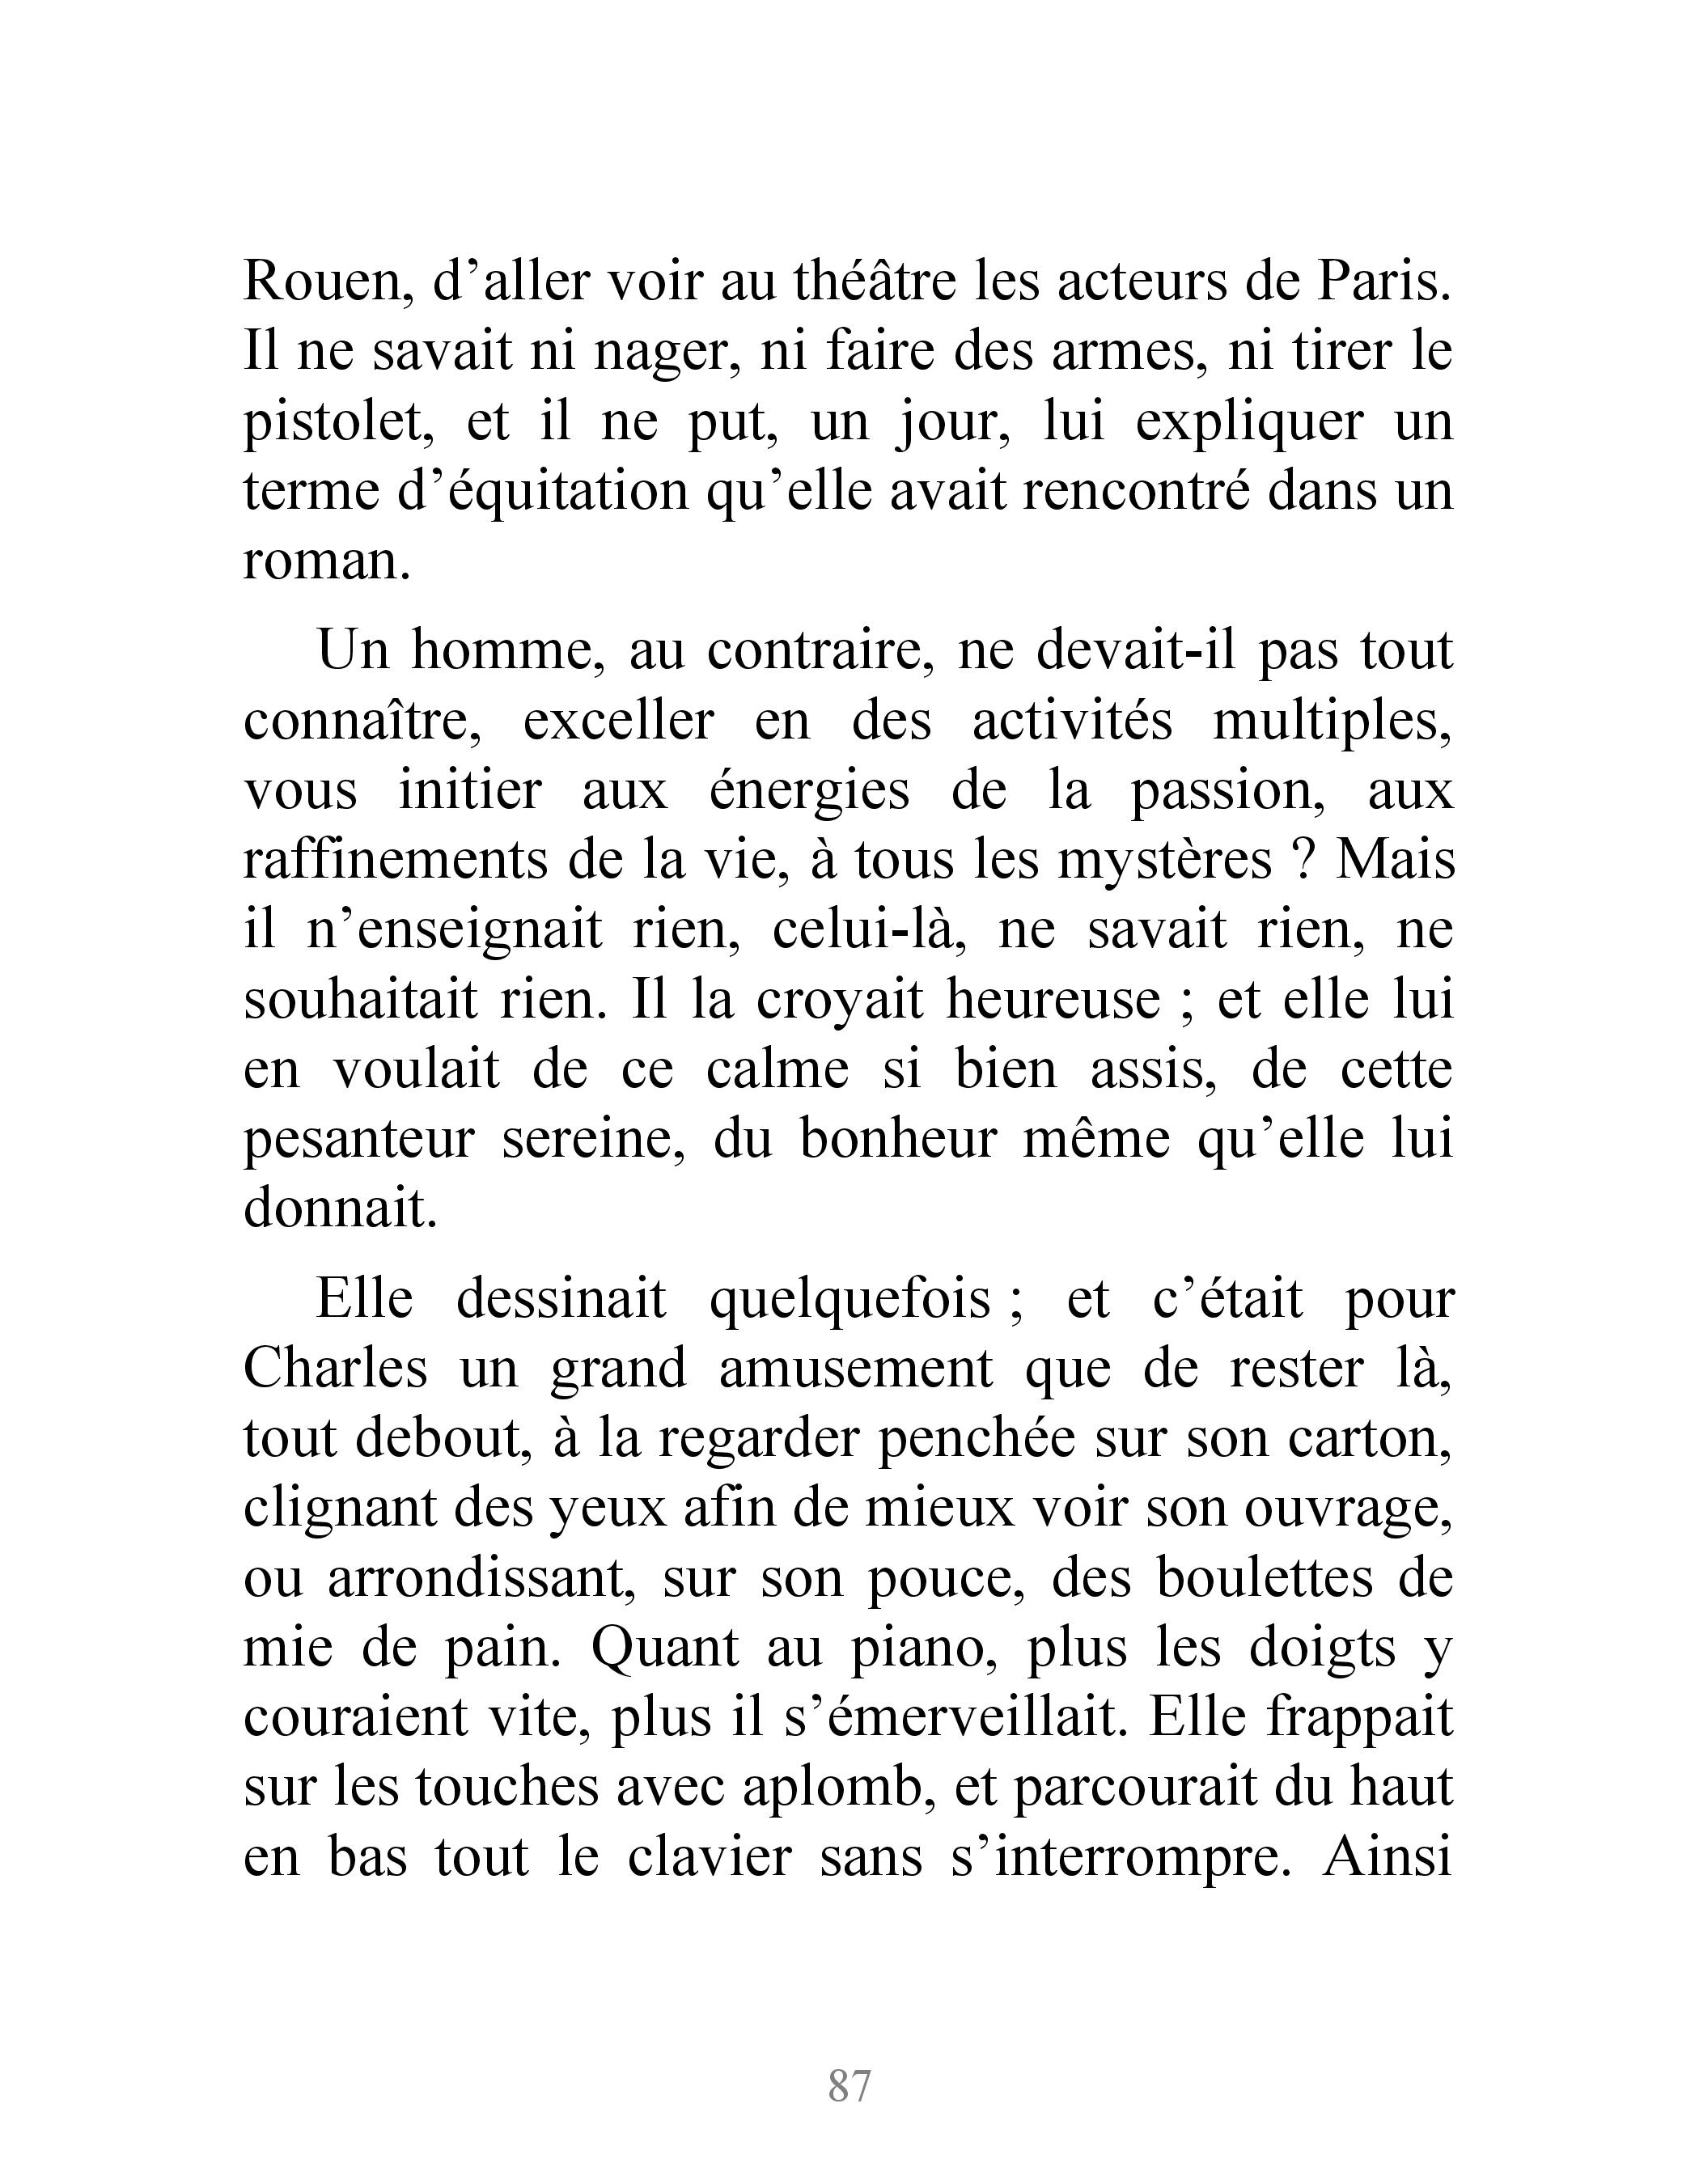 Rouen, d’aller voir au théâtre les acteurs de Paris.
Il ne savait ni nager, ni faire des armes, ni tirer le
pistolet, et il ne put, un jour, lui expliquer un
terme d’équitation qu’elle avait rencontré dans un
roman.
Un homme, au contraire, ne devait-il pas tout
connaître, exceller en des activités multiples,
vous initier aux énergies de la passion, aux
raffinements de la vie, à tous les mystères ? Mais
il n’enseignait rien, celui-là, ne savait rien, ne
souhaitait rien. Il la croyait heureuse ; et elle lui
en voulait de ce calme si bien assis, de cette
pesanteur sereine, du bonheur même qu’elle lui
donnait.
Elle dessinait quelquefois ; et c’était pour
Charles un grand amusement que de rester là,
tout debout, à la regarder penchée sur son carton,
clignant des yeux afin de mieux voir son ouvrage,
ou arrondissant, sur son pouce, des boulettes de
mie de pain. Quant au piano, plus les doigts y
couraient vite, plus il s’émerveillait. Elle frappait
sur les touches avec aplomb, et parcourait du haut
en bas tout le clavier sans s’interrompre. Ainsi
87